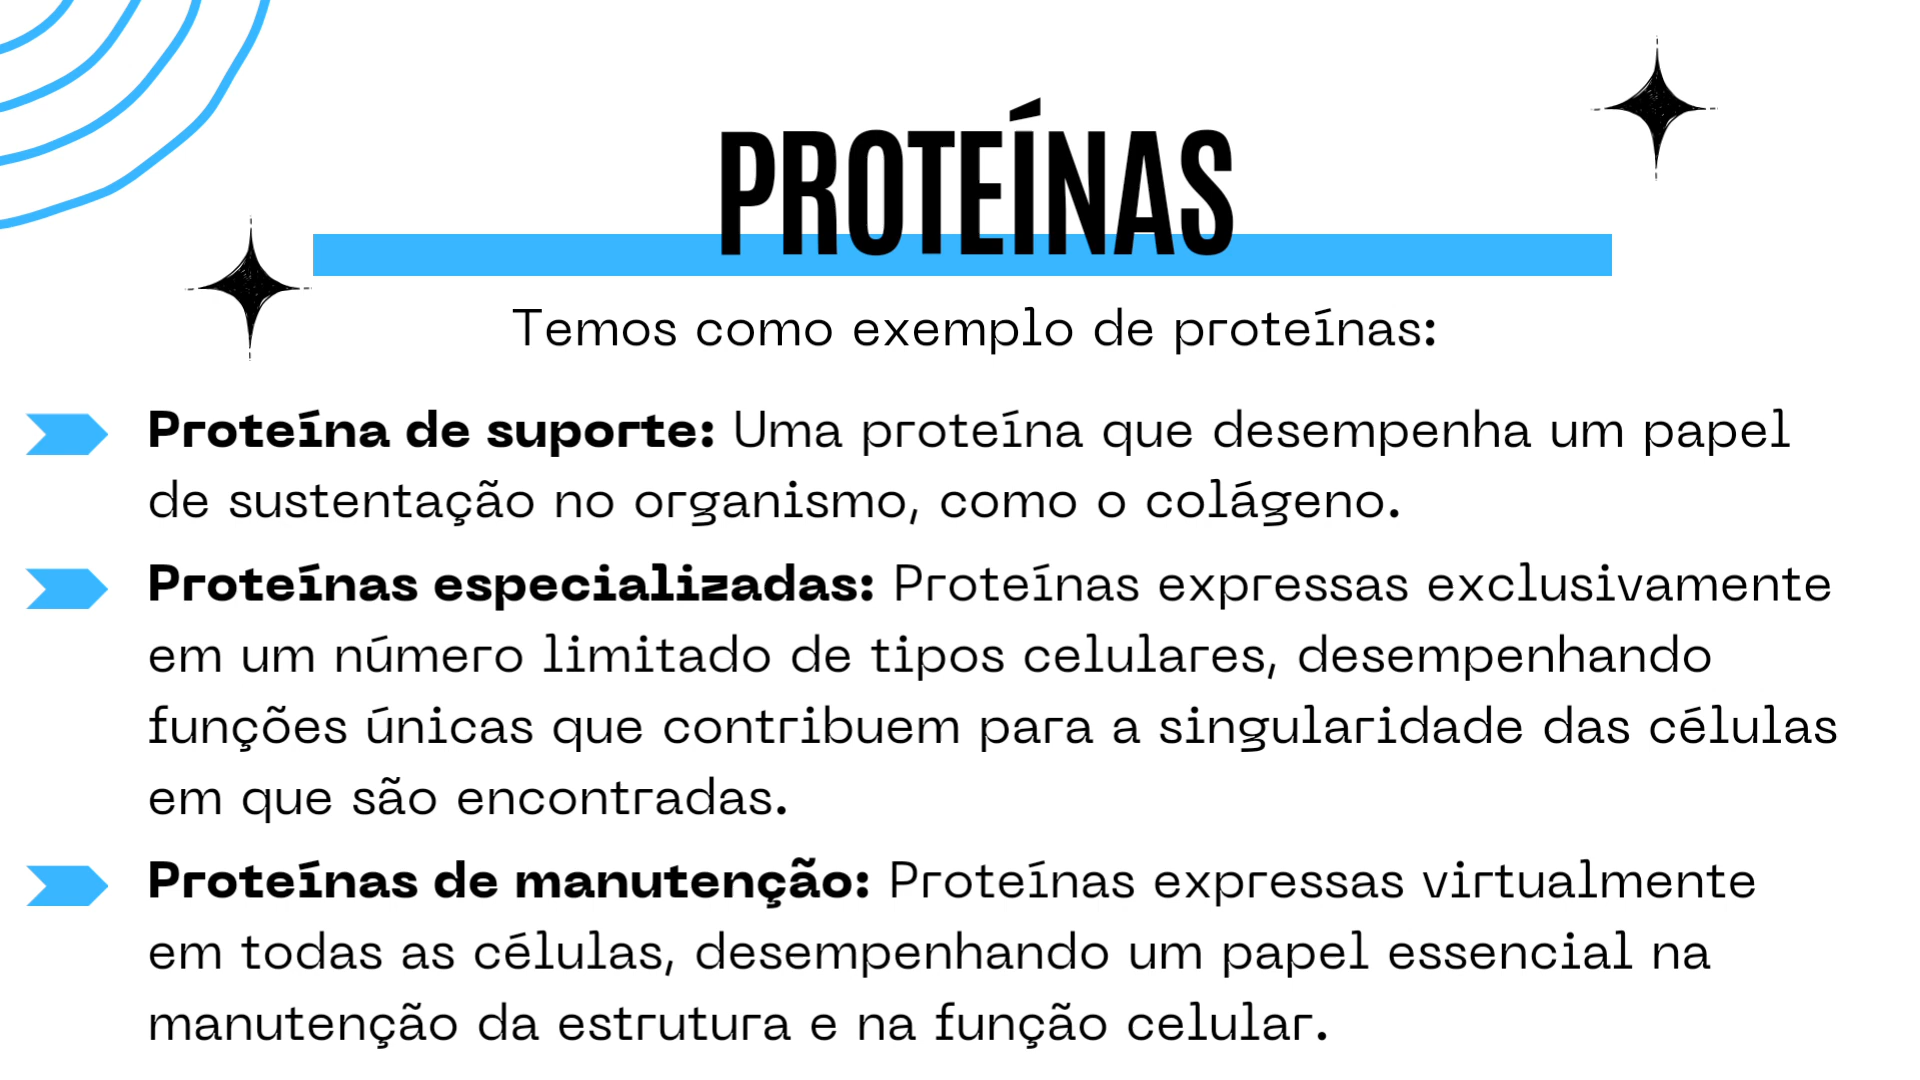 PROTEÍNAS
Temos como exemplo de proteínas:
Proteína de suporte: Uma proteína que desempenha um papel
de sustentação no organismo, como o colágeno.
Proteínas especializadas: Proteínas expressas exclusivamente
em um número limitado de tipos celulares, desempenhando
funções únicas que contribuem para a singularidade das células
em que são encontradas.
Proteínas de manutenção: Proteínas expressas virtualmente
em todas as células, desempenhando um papel essencial na
manutenção da estrutura e na função celular.